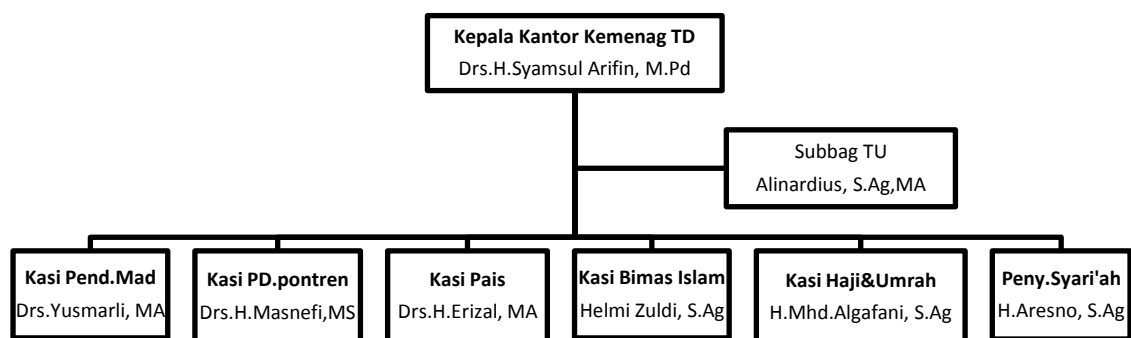 Kepala Kantor Kemenag TD
Drs.H.Syamsul Arifin, M.Pd
Subbag TU
Alinardius, S.Ag,MA
Kasi Pend.Mad
Drs.Yusmarli, MA
Kasi PD.pontren
Drs.H.Masnefi,MS
Kasi Pais
Drs.H.Erizal, MA
Kasi Bimas Islam
Helmi Zuldi, S.Ag
Kasi Haji&Umrah
H.Mhd.Algafani, S.Ag
Peny.Syari'ah
H.Aresno, S.Ag